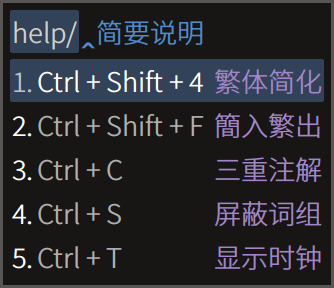 help/ 简要说明
1. Ctrl + Shift + 4 繁体简化
2. Ctrl + Shift + F 簡入繁出
3. Ctrl + C 三重注解
4. Ctrl + S 屏蔽词组
5. Ctrl + T 显示时钟